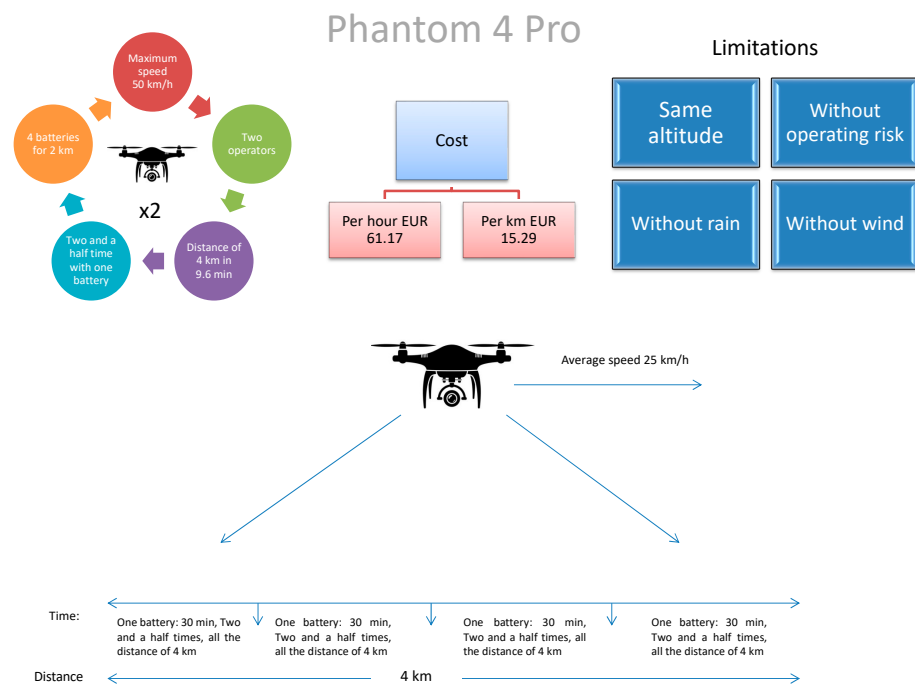 Phantom 4 Pro
Maximum
speed
50 km/h
Two
operators
Distance of
4 km in
9.6 min
Two and a
half time
with one
battery
4 batteries
for 2 km
x2
Cost
Per hour EUR
61.17
Per km EUR
15.29
Limitations
Same
altitude
Without
operating risk
Without rain
Without wind
Average speed 25 km/h
Time:
One battery: 30 min, Two
and a half times, all the
distance of 4 km
One battery: 30 min,
Two and a half times,
all the distance of 4 km
One battery: 30 min,
Two and a half times, all
the distance of 4 km
One battery: 30 min,
Two and a half times,
all the distance of 4 km
Distance
4 km